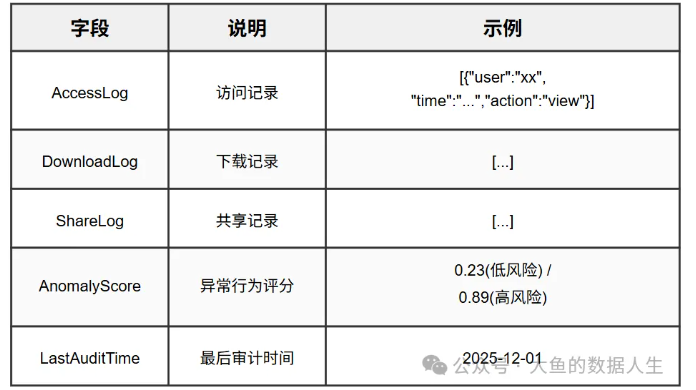 字段 说明 示例
AccessLog 访问记录 [{"user":"xx",
"time":"...","action":"view"}]
DownloadLog 下载记录 [...]
ShareLog 共享记录 [...]
AnomalyScore 异常行为评分 0.23(低风险) /
0.89(高风险)
LastAuditTime 最后审计时间 2025-12-01
公众号 · 大鱼的数据人生